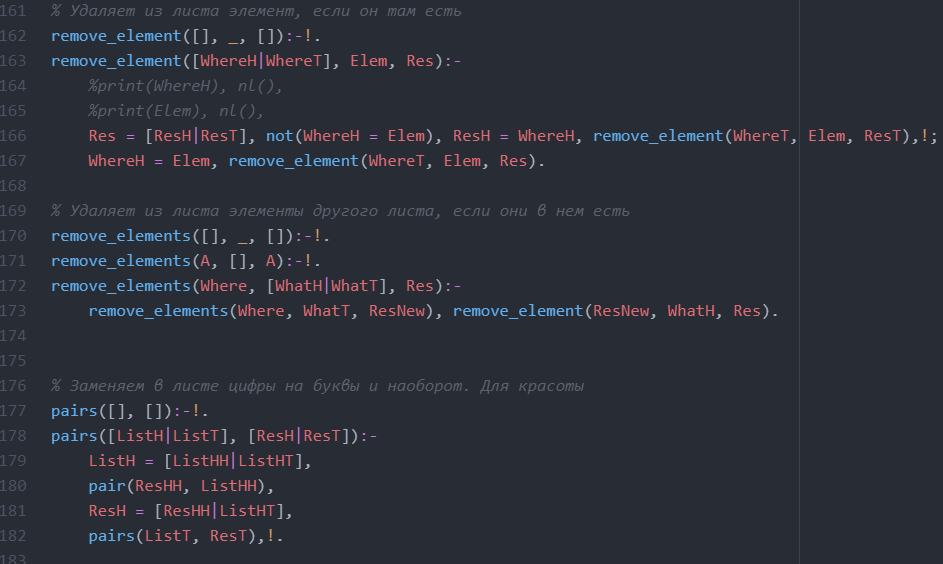 161 % Удаляет из листа элемент, если он там есть
162 remove_element([], _, []):-!.
163 remove_element([WhereH|WhereT], Elem, Res):-
164     %print(WhereH), nl(),
165     %print(Elem), nl(),
166     Res = [ResH|ResT], not(WhereH = Elem), ResH = WhereH, remove_element(WhereT, Elem, ResT),!;
167     WhereH = Elem, remove_element(WhereT, Elem, Res).
168
169 % Удаляет из листа элементы другого листа, если они в нем есть
170 remove_elements([], _, []):-!.
171 remove_elements(A, [], A):-!.
172 remove_elements(Where, [WhatH|WhatT], Res):-
173     remove_elements(Where, WhatT, ResNew), remove_element(ResNew, WhatH, Res).
174
175
176 % Заменяем в листе цифры на буквы и наоборот. Для красоты
177 pairs([], []):-!.
178 pairs([ListH|ListT], [ResH|ResT]):-
179     ListH = [ListHH|ListHT],
180     pair(ResHH, ListHH),
181     ResH = [ResHH|ListHT],
182     pairs(ListT, ResT),!.
183